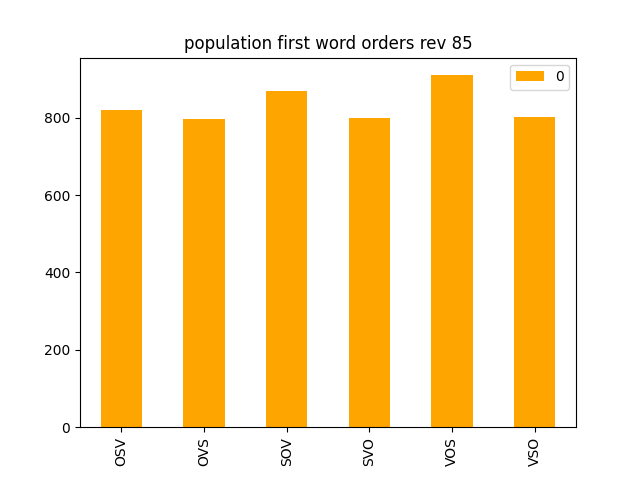 population first word orders rev 85
0
800
600
400
200
0
OSV
OVS
SOV
SVO
VOS
VSO